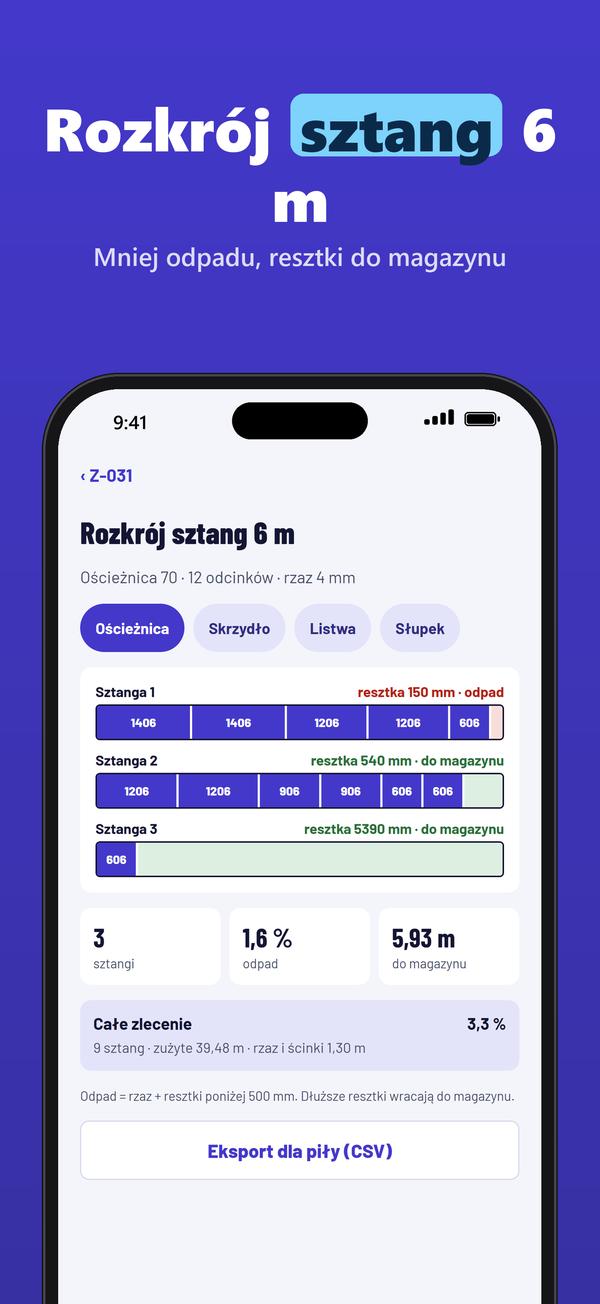 Rozkrój sztang 6
m
Mniej odpadu, resztki do magazynu
9:41
‹ Z-031
Rozkrój sztang 6 m
Ościeżnica 70 · 12 odcinków · rzaz 4 mm
Ościeżnica Skrzydło Listwa Słupek
Sztanga 1 resztka 150 mm · odpad
1406 1406 1206 1206 606
Sztanga 2 resztka 540 mm · do magazynu
1206 1206 906 906 606 606
Sztanga 3 resztka 5390 mm · do magazynu
606
3 1,6 % 5,93 m
sztangi odpad do magazynu
Całe zlecenie 3,3 %
9 sztang · zużyte 39,48 m · rzaz i ścinki 1,30 m
Odpad = rzaz + resztki poniżej 500 mm. Dłuższe resztki wracają do magazynu.
Eksport dla piły (CSV)